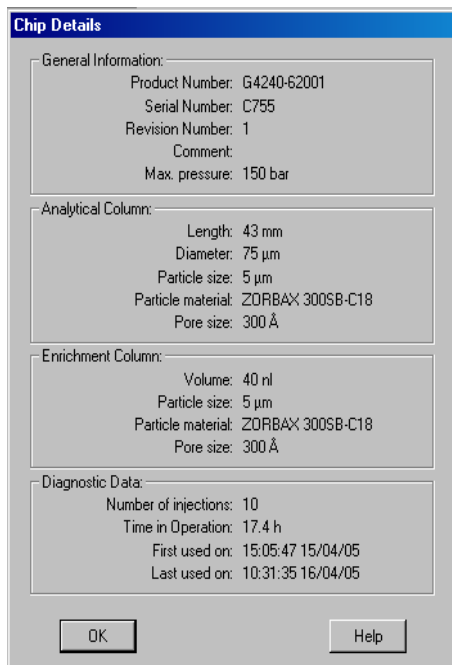 Chip Details
General Information:
Product Number: G4240-62001
Serial Number: C755
Revision Number: 1
Comment:
Max. pressure: 150 bar
Analytical Column:
Length: 43 mm
Diameter: 75 µm
Particle size: 5 µm
Particle material: ZORBAX 300SB-C18
Pore size: 300 Å
Enrichment Column:
Volume: 40 nl
Particle size: 5 µm
Particle material: ZORBAX 300SB-C18
Pore size: 300 Å
Diagnostic Data:
Number of injections: 10
Time in Operation: 17.4 h
First used on: 15:05:47 15/04/05
Last used on: 10:31:35 16/04/05
OK Help